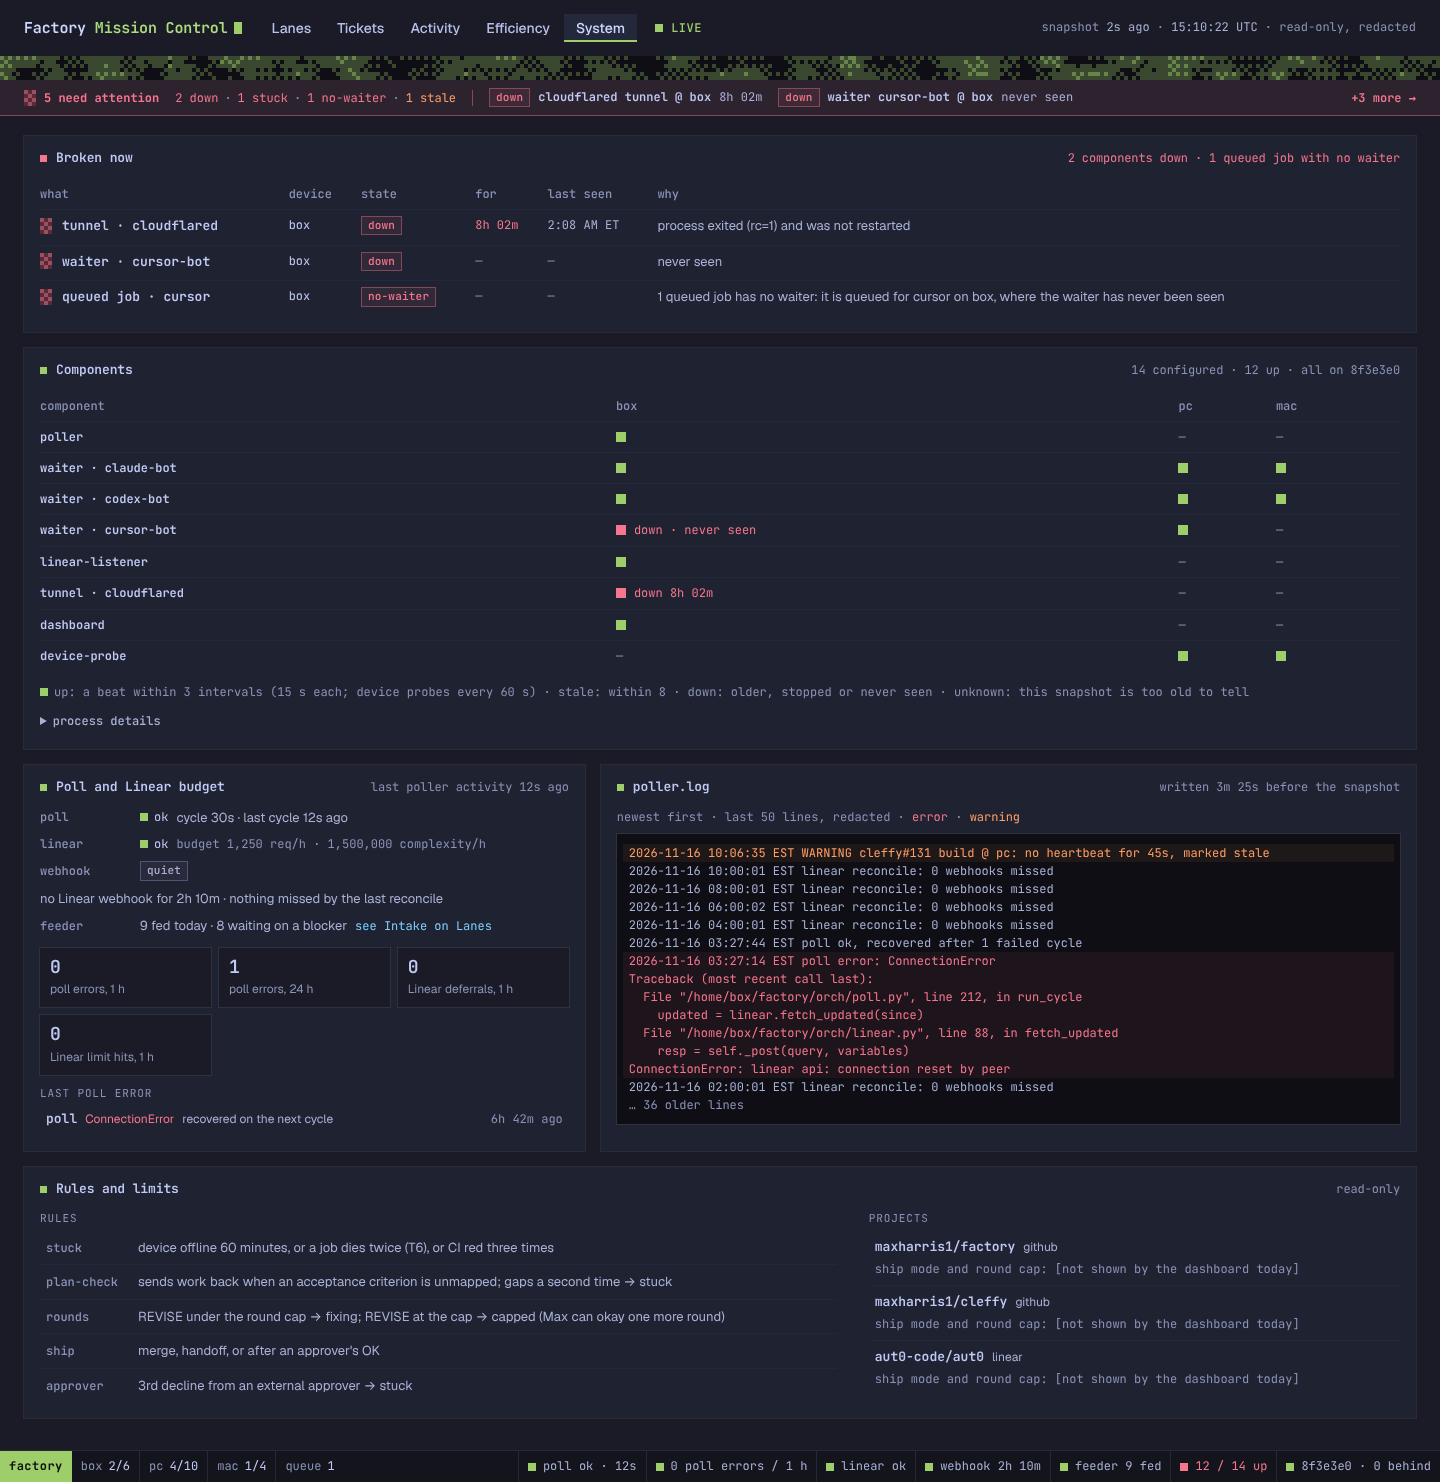 Factory Mission Control Lanes Tickets Activity Efficiency System LIVE snapshot 2s ago · 15:10:22 UTC · read-only, redacted
5 need attention 2 down · 1 stuck · 1 no-waiter · 1 stale down cloudflared tunnel @ box 8h 02m down waiter cursor-bot @ box never seen +3 more →
Broken now 2 components down · 1 queued job with no waiter
what device state for last seen why
tunnel · cloudflared box down 8h 02m 2:08 AM ET process exited (rc=1) and was not restarted
waiter · cursor-bot box down — — never seen
queued job · cursor box no-waiter — — 1 queued job has no waiter: it is queued for cursor on box, where the waiter has never been seen
Components 14 configured · 12 up · all on 8f3e3e0
component box pc mac
poller — —
waiter · claude-bot
waiter · codex-bot
waiter · cursor-bot down · never seen —
linear-listener — —
tunnel · cloudflared down 8h 02m — —
dashboard — —
device-probe —
up: a beat within 3 intervals (15 s each; device probes every 60 s) · stale: within 8 · down: older, stopped or never seen · unknown: this snapshot is too old to tell
▶ process details
Poll and Linear budget last poller activity 12s ago
poll ok cycle 30s · last cycle 12s ago
linear ok budget 1,250 req/h · 1,500,000 complexity/h
webhook quiet
no Linear webhook for 2h 10m · nothing missed by the last reconcile
feeder 9 fed today · 8 waiting on a blocker see Intake on Lanes
0 1 0
poll errors, 1 h poll errors, 24 h Linear deferrals, 1 h
0
Linear limit hits, 1 h
LAST POLL ERROR
poll ConnectionError recovered on the next cycle 6h 42m ago
poller.log written 3m 25s before the snapshot
newest first · last 50 lines, redacted · error · warning
2026-11-16 10:06:35 EST WARNING cleffy#131 build @ pc: no heartbeat for 45s, marked stale
2026-11-16 10:00:01 EST linear reconcile: 0 webhooks missed
2026-11-16 08:00:01 EST linear reconcile: 0 webhooks missed
2026-11-16 06:00:02 EST linear reconcile: 0 webhooks missed
2026-11-16 04:00:01 EST linear reconcile: 0 webhooks missed
2026-11-16 03:27:44 EST poll ok, recovered after 1 failed cycle
2026-11-16 03:27:14 EST poll error: ConnectionError
Traceback (most recent call last):
File "/home/box/factory/orch/poll.py", line 212, in run_cycle
updated = linear.fetch_updated(since)
File "/home/box/factory/orch/linear.py", line 88, in fetch_updated
resp = self._post(query, variables)
ConnectionError: linear api: connection reset by peer
2026-11-16 02:00:01 EST linear reconcile: 0 webhooks missed
… 36 older lines
Rules and limits read-only
RULES
stuck device offline 60 minutes, or a job dies twice (T6), or CI red three times
plan-check sends work back when an acceptance criterion is unmapped; gaps a second time → stuck
rounds REVISE under the round cap → fixing; REVISE at the cap → capped (Max can okay one more round)
ship merge, handoff, or after an approver's OK
approver 3rd decline from an external approver → stuck
PROJECTS
maxharris1/factory github
ship mode and round cap: [not shown by the dashboard today]
maxharris1/cleffy github
ship mode and round cap: [not shown by the dashboard today]
aut0-code/aut0 linear
ship mode and round cap: [not shown by the dashboard today]
factory box 2/6 pc 4/10 mac 1/4 queue 1 poll ok · 12s 0 poll errors / 1 h linear ok webhook 2h 10m feeder 9 fed 12 / 14 up 8f3e3e0 · 0 behind